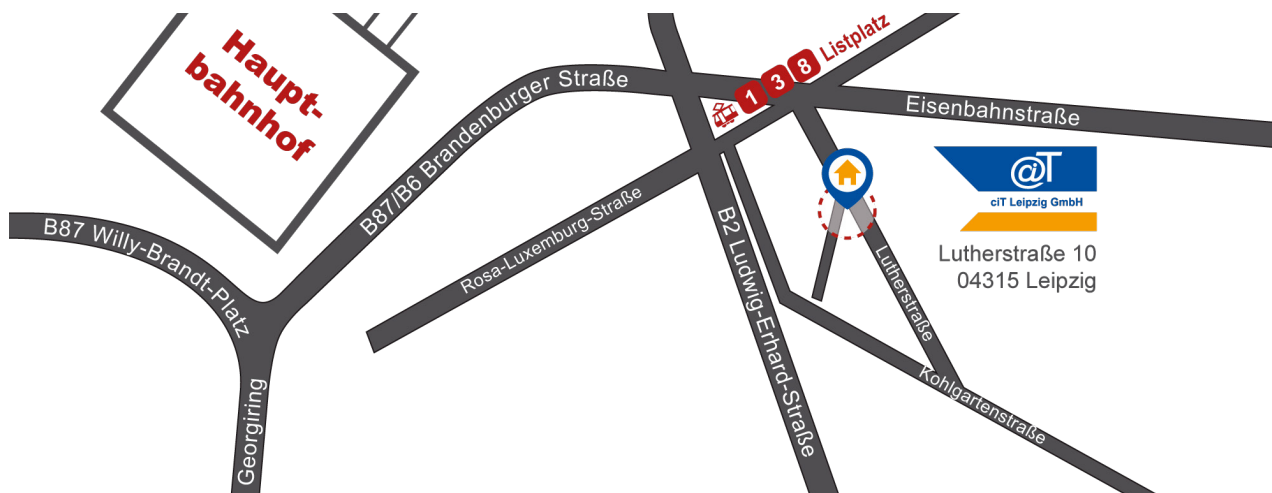 Haupt-
bahnhof
B87/B6 Brandenburger Straße
1 3 8 Listplatz
Eisenbahnstraße
@iT
ciT Leipzig GmbH
Lutherstraße 10
04315 Leipzig
B87 Willy-Brandt-Platz
Rosa-Luxemburg-Straße
B2 Ludwig-Erhard-Straße
Lutherstraße
Kohlgartenstraße
Georgiring